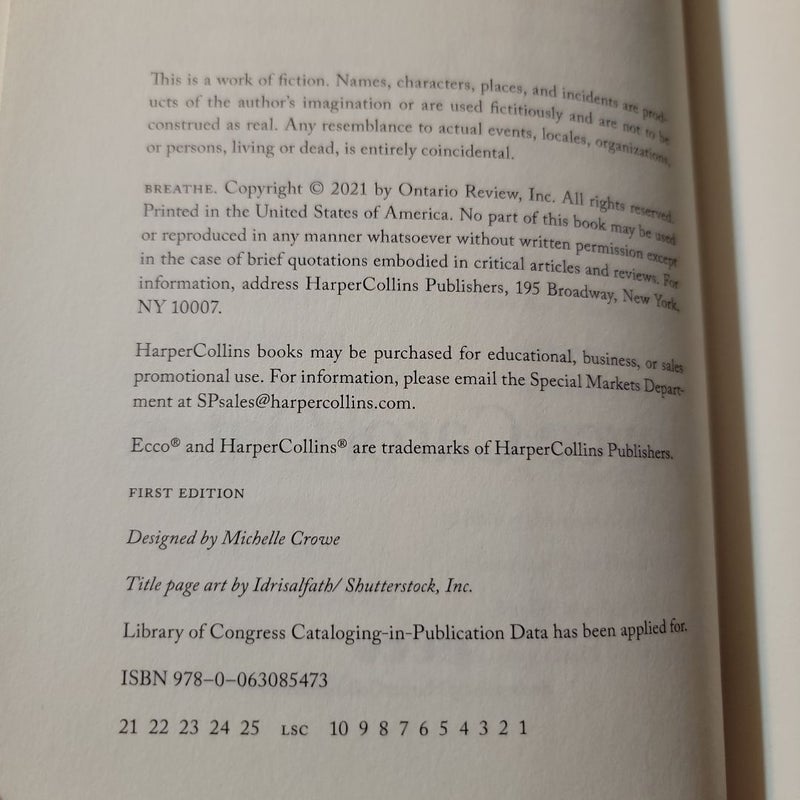 This is a work of fiction. Names, characters, places, and incidents are prod-
ucts of the author's imagination or are used fictitiously and are not to be
construed as real. Any resemblance to actual events, locales, organizations,
or persons, living or dead, is entirely coincidental.
BREATHE. Copyright © 2021 by Ontario Review, Inc. All rights reserved.
Printed in the United States of America. No part of this book may be used
or reproduced in any manner whatsoever without written permission except
in the case of brief quotations embodied in critical articles and reviews. For
information, address HarperCollins Publishers, 195 Broadway, New York,
NY 10007.
HarperCollins books may be purchased for educational, business, or sales
promotional use. For information, please email the Special Markets Depart-
ment at SPsales@harpercollins.com.
Ecco® and HarperCollins® are trademarks of HarperCollins Publishers.
FIRST EDITION
Designed by Michelle Crowe
Title page art by Idrisalfath/ Shutterstock, Inc.
Library of Congress Cataloging-in-Publication Data has been applied for.
ISBN 978-0-063085473
21 22 23 24 25 LSC 10 9 8 7 6 5 4 3 2 1